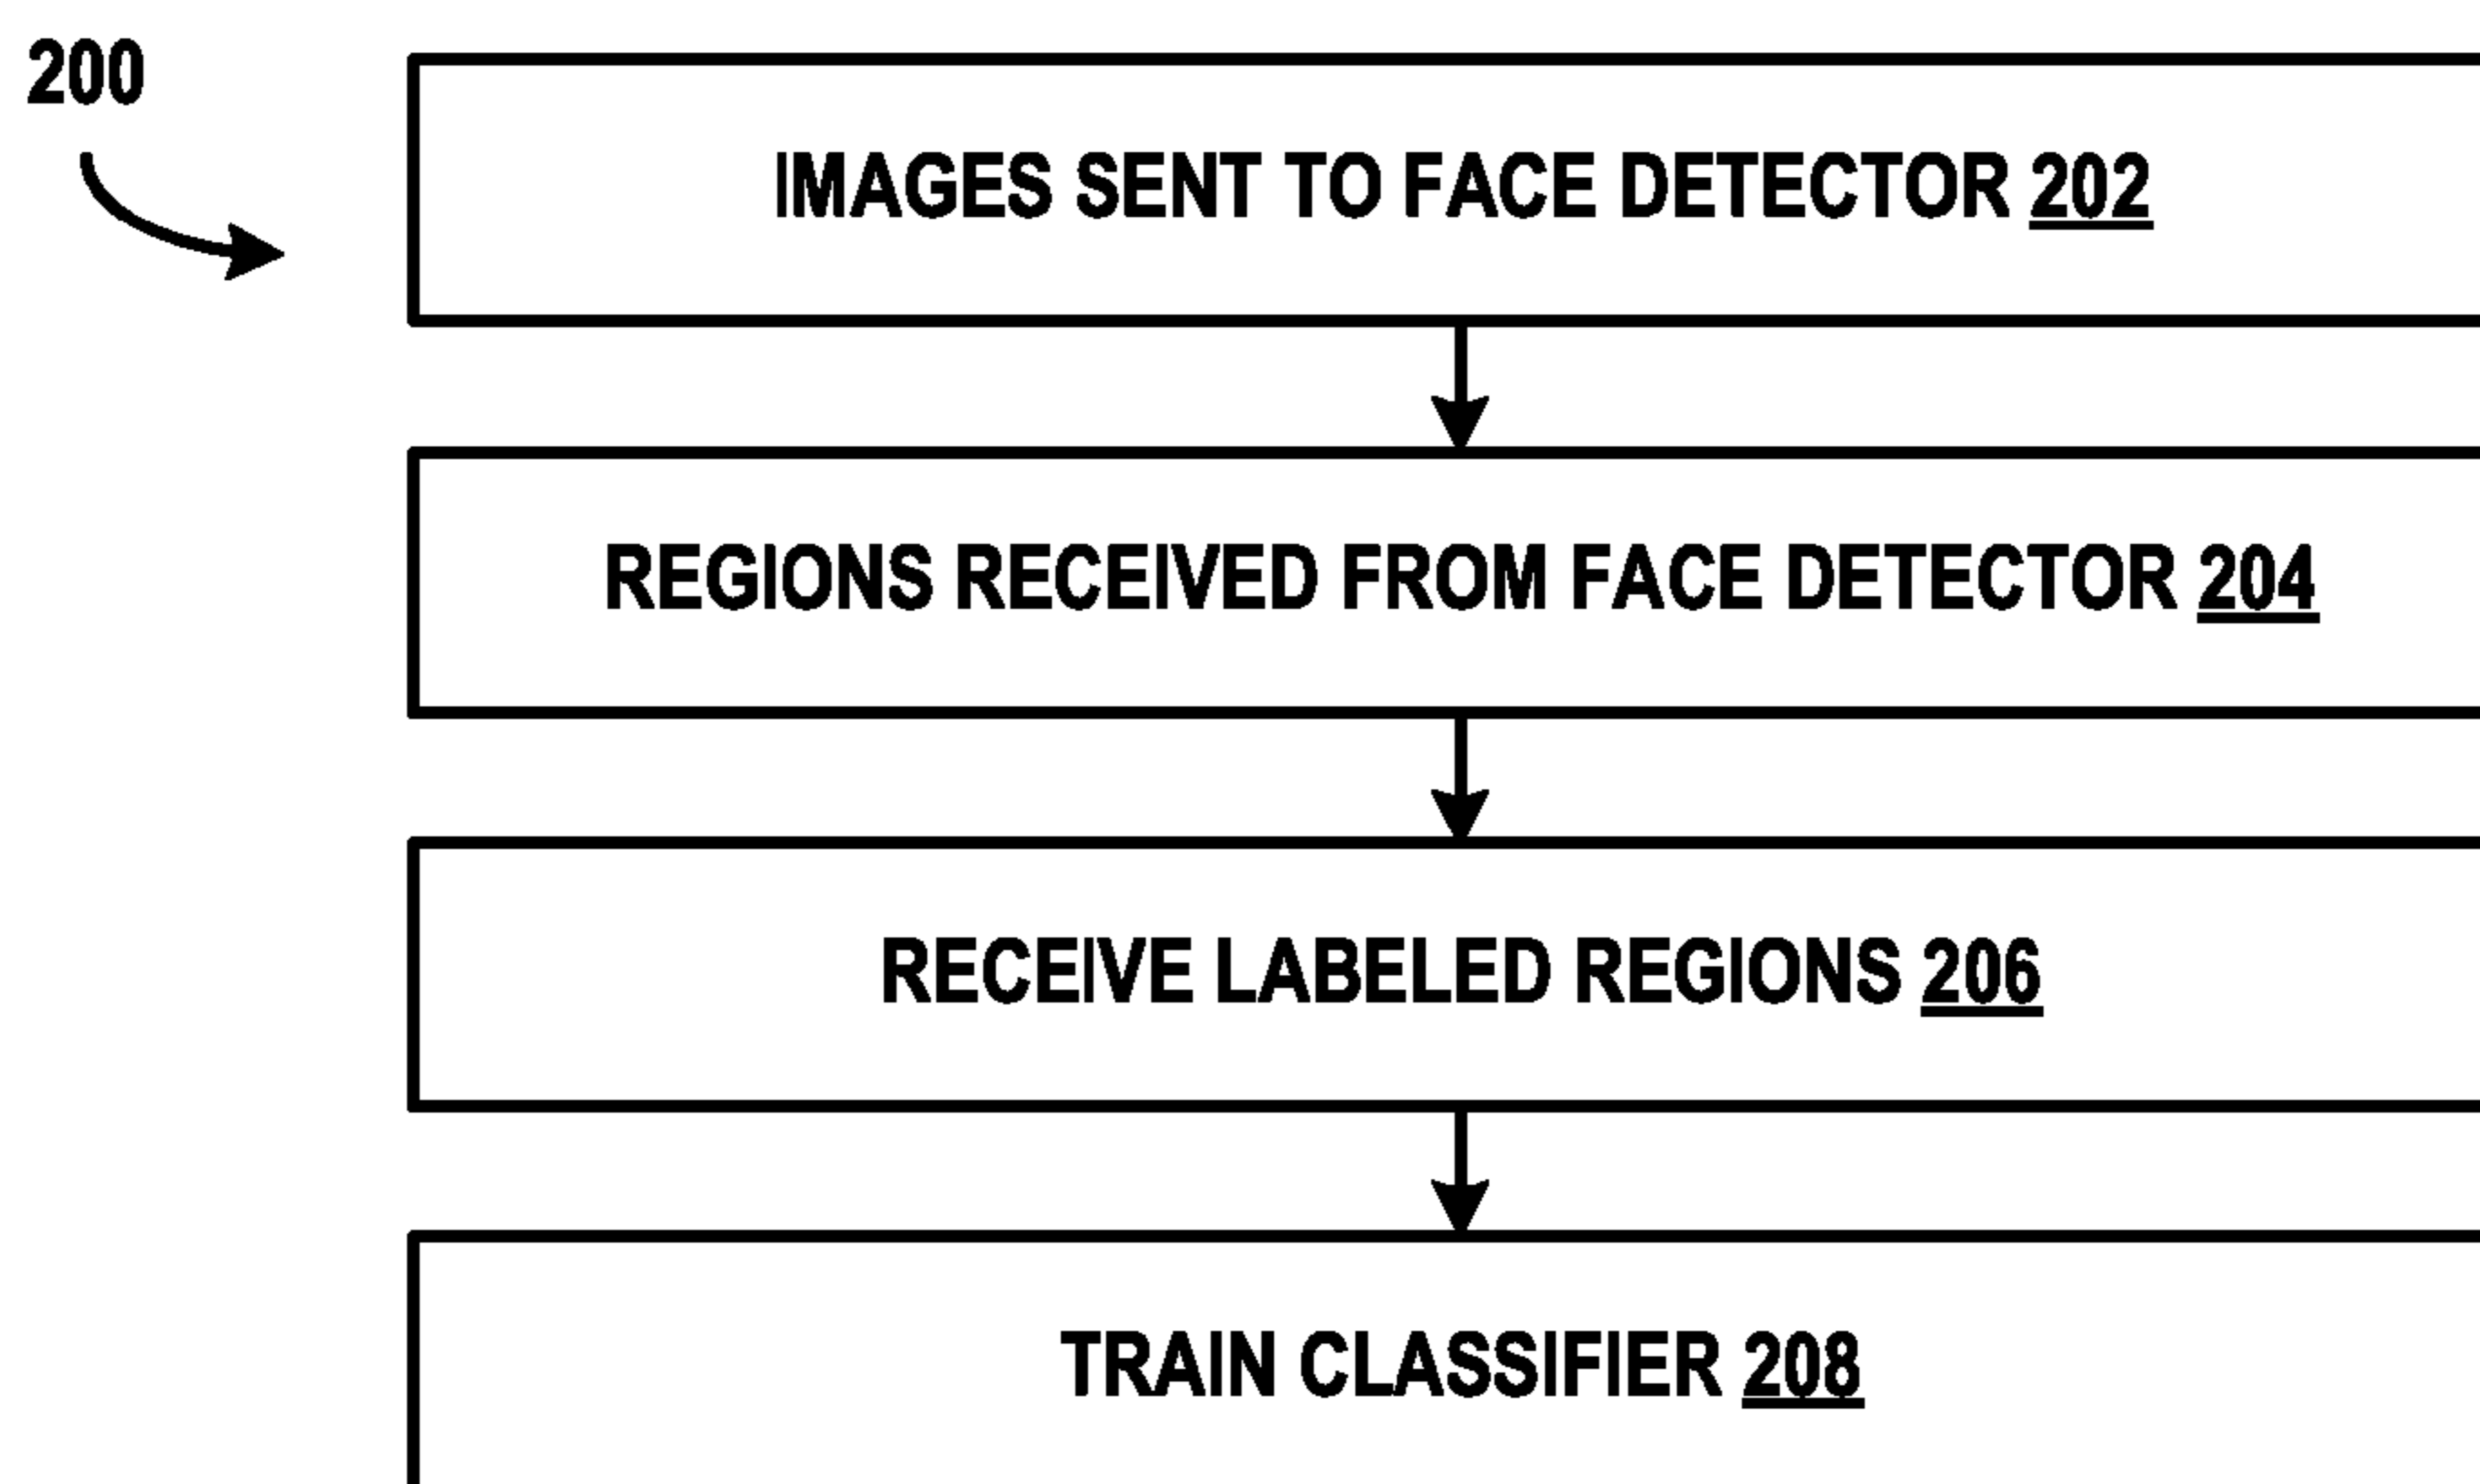 200
IMAGES SENT TO FACE DETECTOR 202
REGIONS RECEIVED FROM FACE DETECTOR 204
RECEIVE LABELED REGIONS 206
TRAIN CLASSIFIER 208